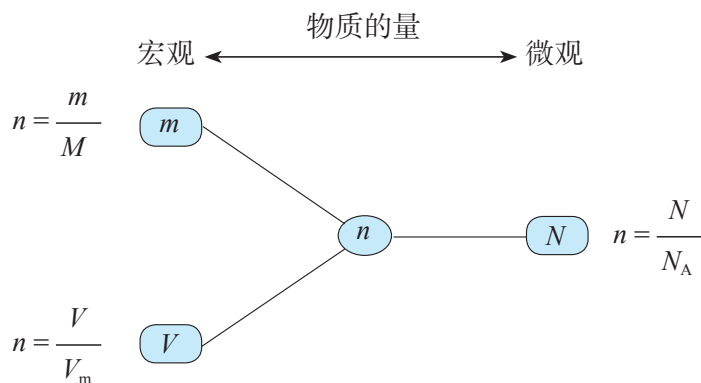 物质的量
宏观 微观
n = m/M
m
n
N
n = N/N_A
n = V/V_m
V